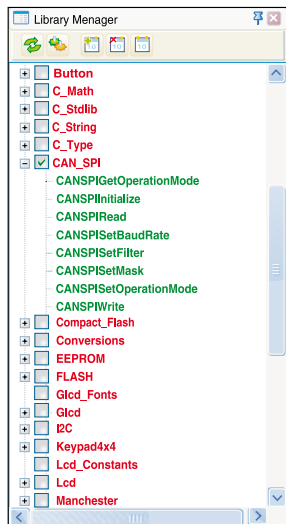 Library Menager
Button
C_Math
C_Stdlib
C_String
C_Type
CAN_SPI
CANSPIGetOperationMode
CANSPIInitialize
CANSPIRead
CANSPISetBaudRate
CANSPISetFilter
CANSPISetMask
CANSPISetOperationMode
CANSPIWrite
Compact_Flash
Conversions
EEPROM
FLASH
Glcd_Fonts
Glcd
I2C
Keypad4x4
Lcd_Constants
Lcd
Manchester